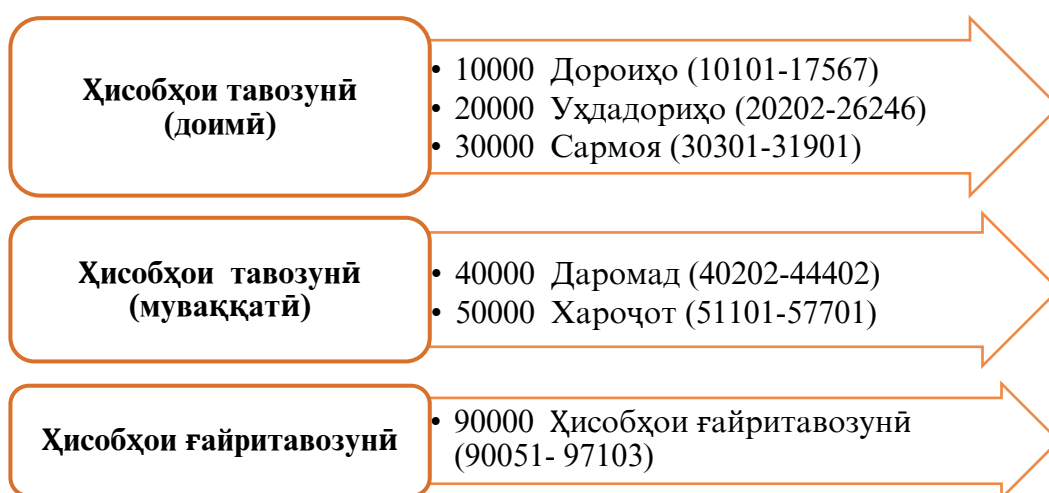 Ҳисобҳои тавозунӣ
(доимӣ)
• 10000 Дороиҳо (10101-17567)
• 20000 Уҳдадориҳо (20202-26246)
• 30000 Сармоя (30301-31901)
Ҳисобҳои тавозунӣ
(муваққатӣ)
• 40000 Даромад (40202-44402)
• 50000 Хароҷот (51101-57701)
Ҳисобҳои ғайритавозунӣ
• 90000 Ҳисобҳои ғайритавозунӣ
(90051- 97103)